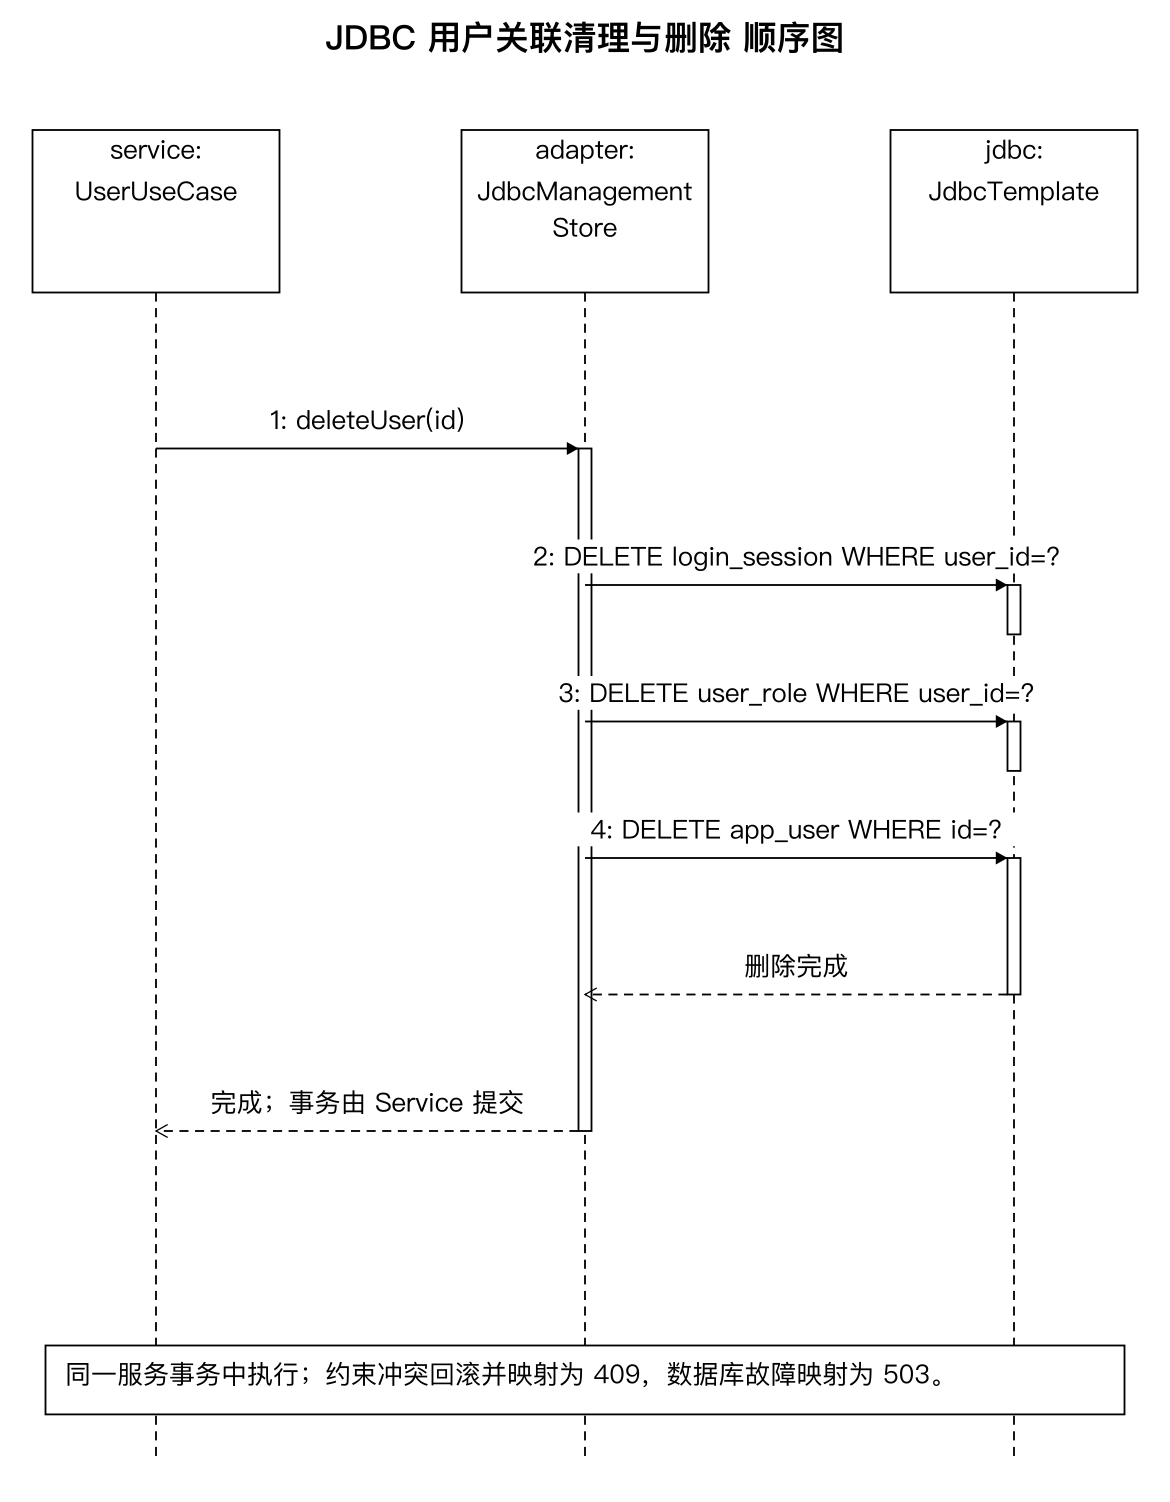 JDBC 用户关联清理与删除 顺序图
service:
UserUseCase
adapter:
JdbcManagement
Store
jdbc:
JdbcTemplate
1: deleteUser(id)
2: DELETE login_session WHERE user_id=?
3: DELETE user_role WHERE user_id=?
4: DELETE app_user WHERE id=?
删除完成
完成；事务由 Service 提交
同一服务事务中执行；约束冲突回滚并映射为 409，数据库故障映射为 503。